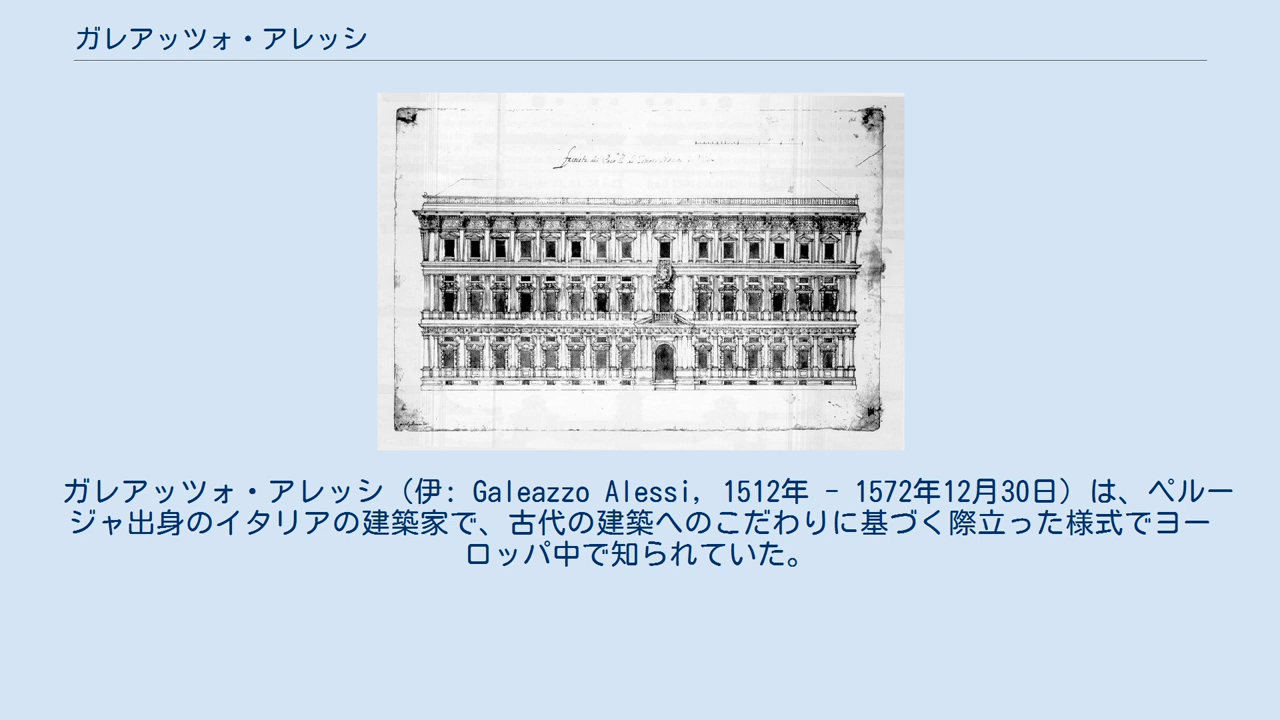 ガレアッツォ・アレッシ
ガレアッツォ・アレッシ（伊: Galeazzo Alessi, 1512年 - 1572年12月30日）は、ペルー
ジャ出身のイタリアの建築家で、古代の建築へのこだわりに基づく際立った様式でヨー
ロッパ中で知られていた。